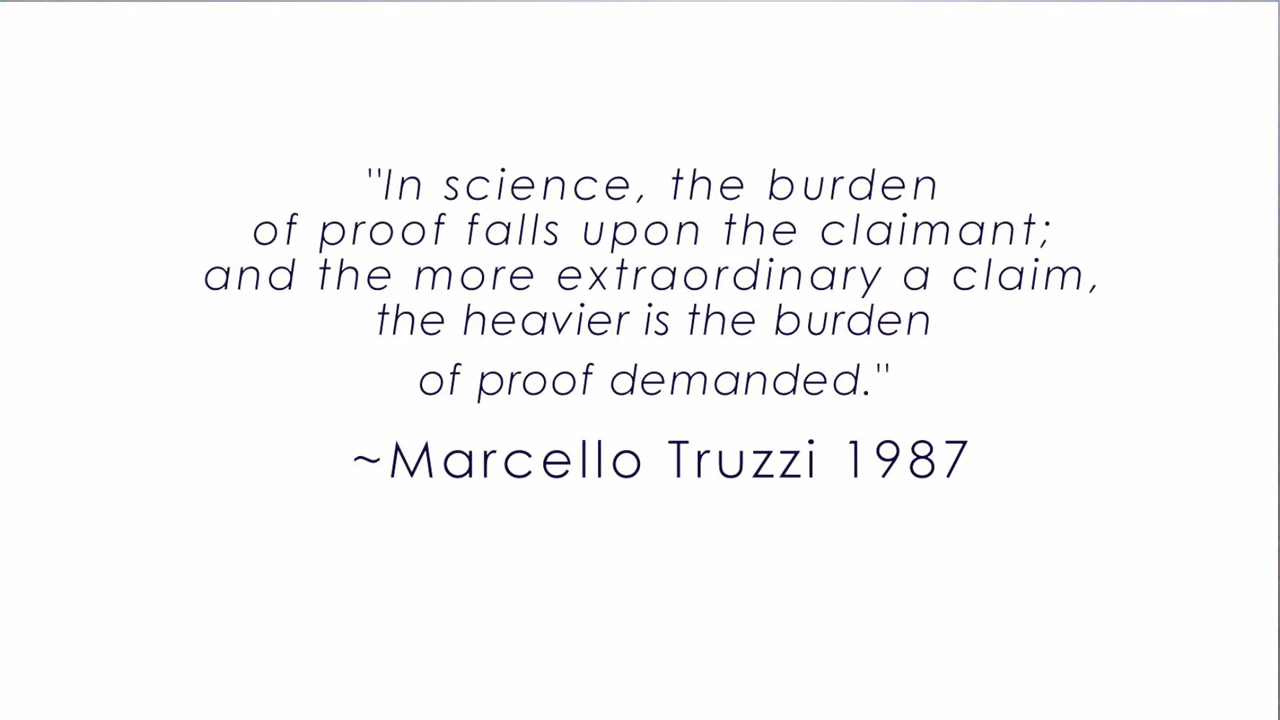 "In science, the burden
of proof falls upon the claimant;
and the more extraordinary a claim,
the heavier is the burden
of proof demanded."
~Marcello Truzzi 1987